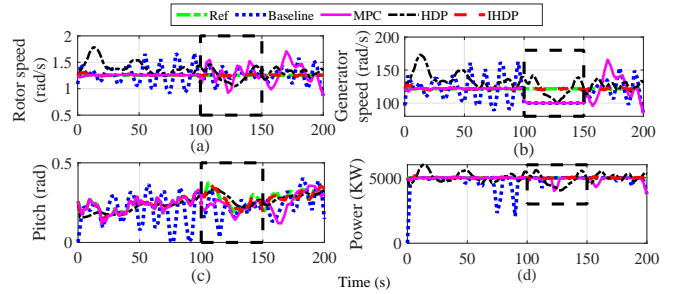 Ref Baseline MPC HDP IHDP
Rotor speed
(rad/s)
2
1.5
1
0.5
0 50 100 150 200
(a)
Generator
speed (rad/s)
200
150
100
0 50 100 150 200
(b)
Pitch (rad)
0.5
0
0 50 100 150 200
(c)
Power (KW)
5000
0
0 50 100 150 200
(d)
Time (s)